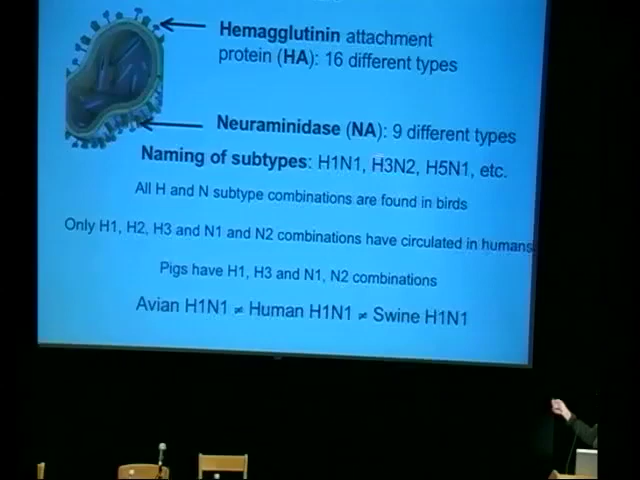 Hemagglutinin attachment
protein (HA): 16 different types
Neuraminidase (NA): 9 different types
Naming of subtypes: H1N1, H3N2, H5N1, etc.
All H and N subtype combinations are found in birds
Only H1, H2, H3 and N1 and N2 combinations have circulated in humans
Pigs have H1, H3 and N1, N2 combinations
Avian H1N1 ≠ Human H1N1 ≠ Swine H1N1